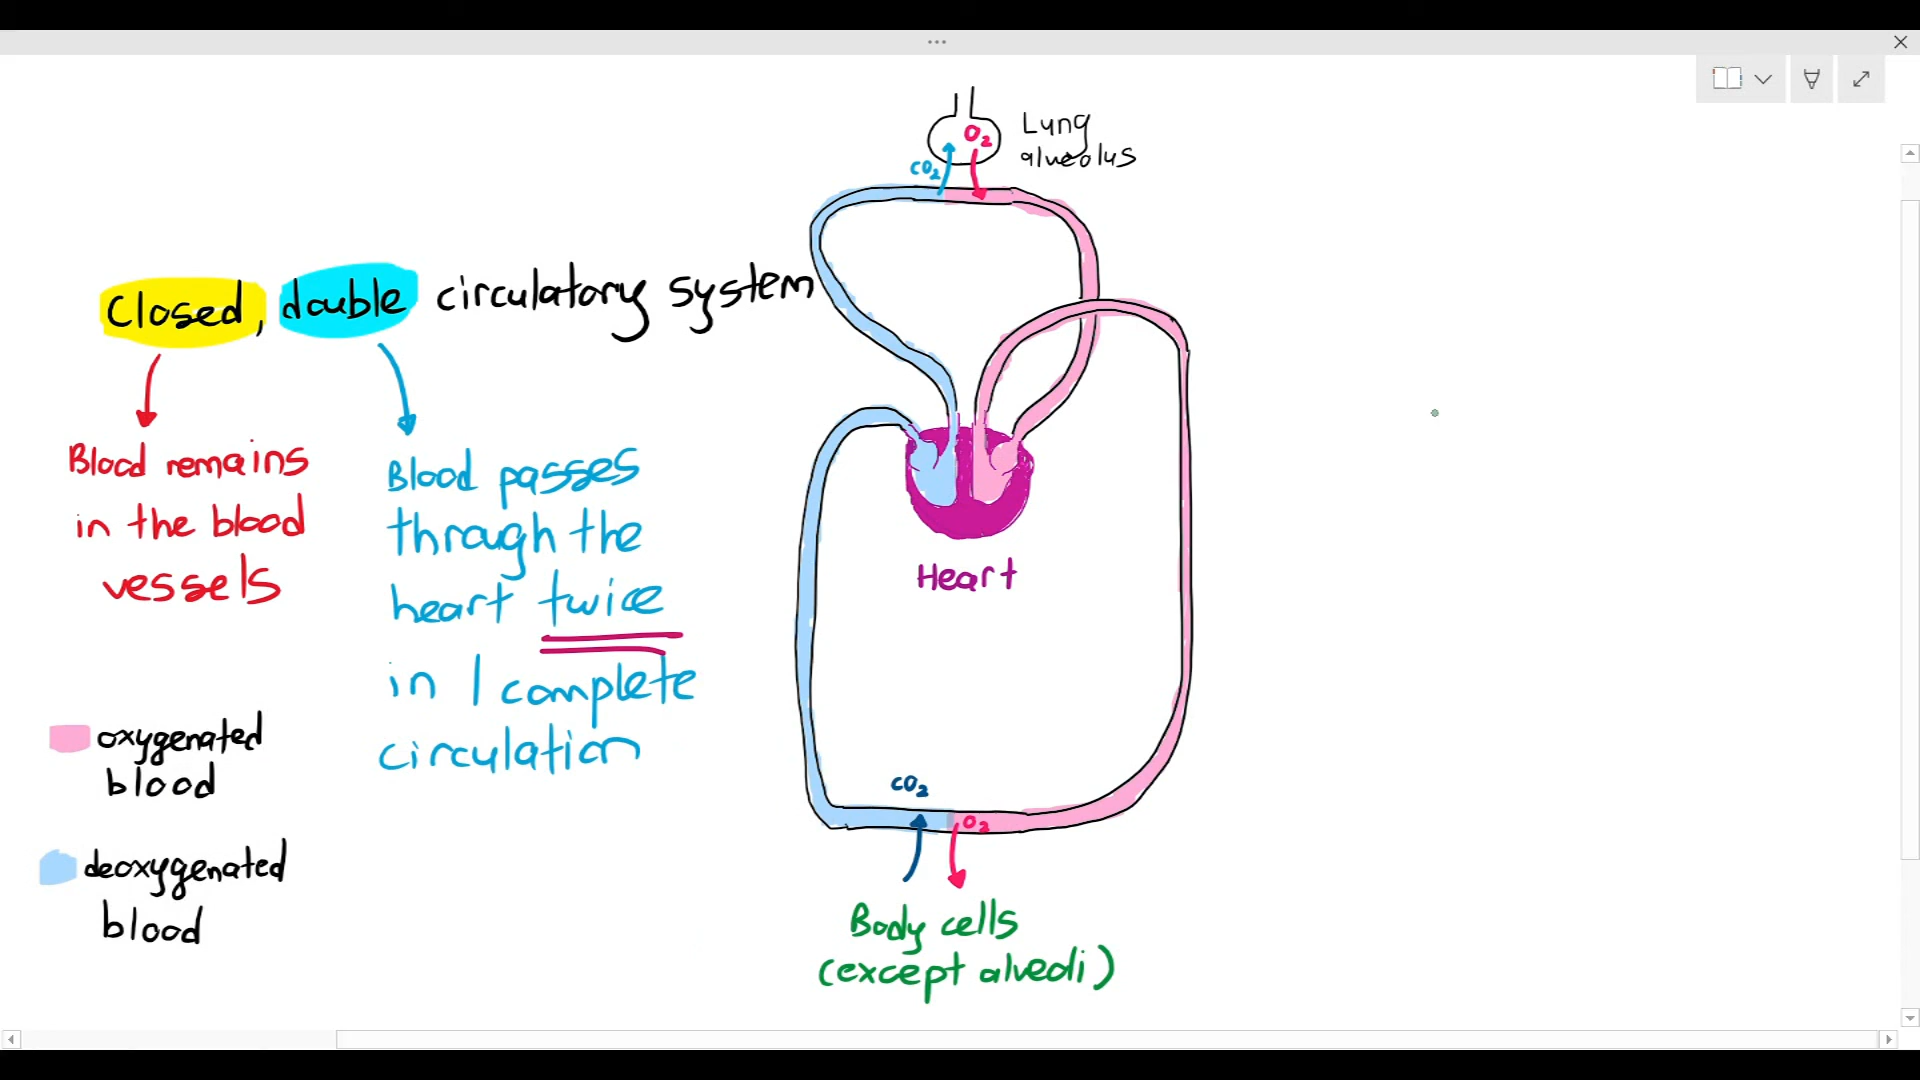 CO₂
O₂
Lung
alveolus
Closed, double circulatory system
Blood remains
in the blood
vessels
Blood passes
through the
heart twice
in 1 complete
circulation
Heart
oxygenated
blood
deoxygenated
blood
CO₂
O₂
Body cells
(except alveoli)